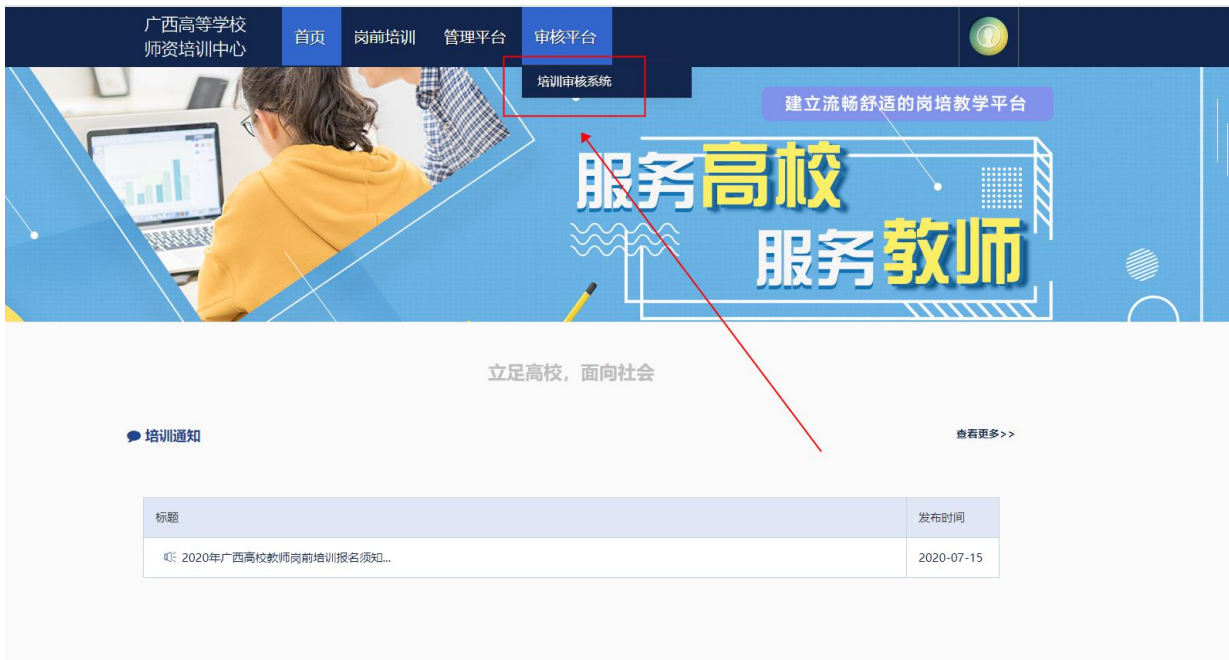 广西高等学校
师资培训中心
首页 岗前培训 管理平台 审核平台
培训审核系统
建立流畅舒适的岗培教学平台
服务高校
服务教师
立足高校，面向社会
培训通知 查看更多>>
标题 发布时间
2020年广西高校教师岗前培训报名须知... 2020-07-15